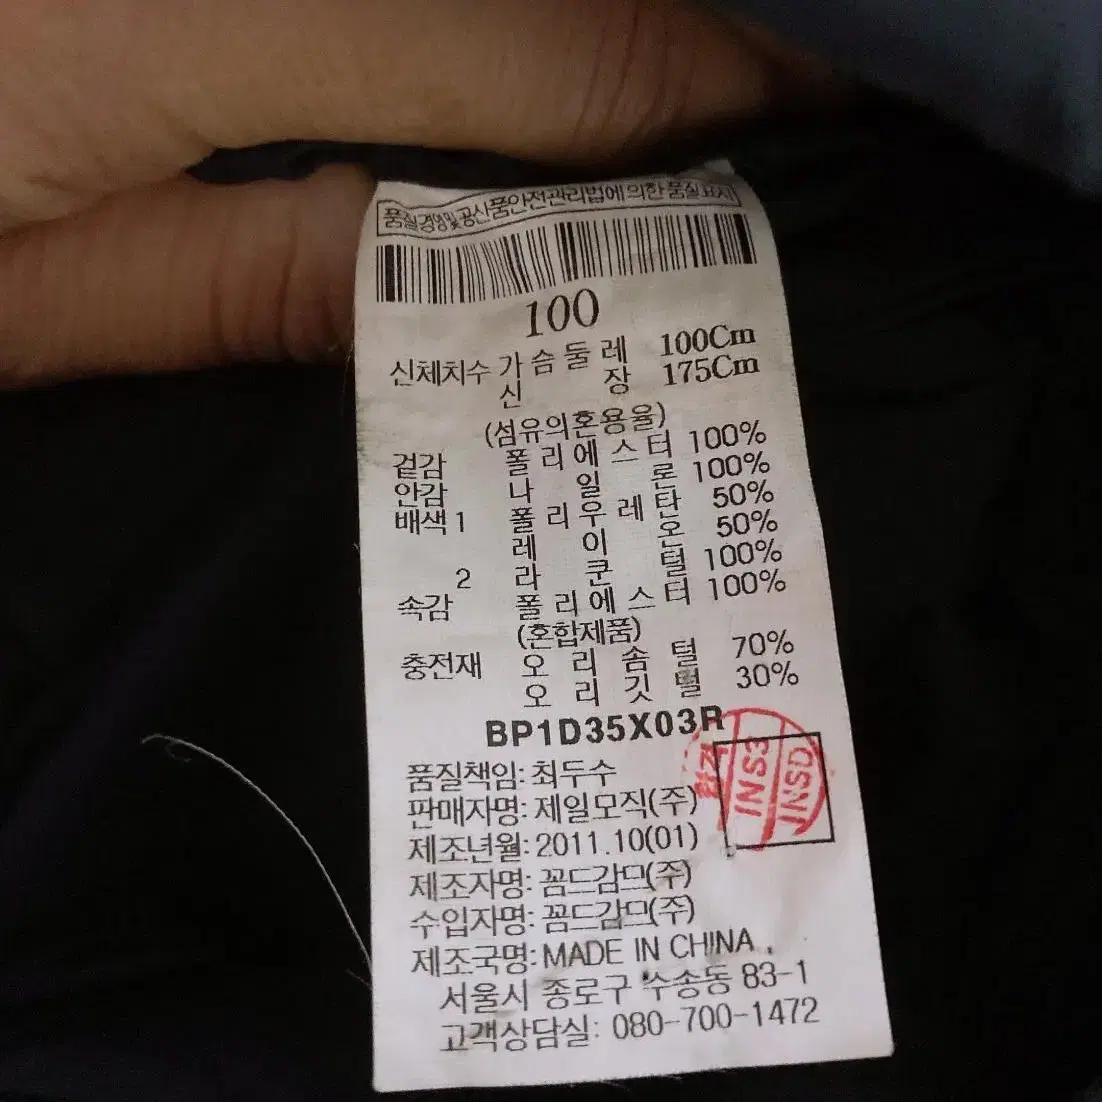 품질경영및공산품안전관리법에의한품질표시
100
신체치수 가슴둘레 100Cm
신장 175Cm
(섬유의혼용율)
겉감 폴리에스터 100%
안감 나일론 100%
배색1 폴리우레탄 50%
레이온 50%
2 라쿤털 100%
속감 폴리에스터 100%
(혼합제품)
충전재 오리솜털 70%
오리깃털 30%
BP1D35X03R
합격 INS3 INSD
품질책임: 최두수
판매자명: 제일모직(주)
제조년월: 2011.10(01)
제조자명: 꼼드감므(주)
수입자명: 꼼드감므(주)
제조국명: MADE IN CHINA .
서울시 종로구 수송동 83-1
고객상담실: 080-700-1472